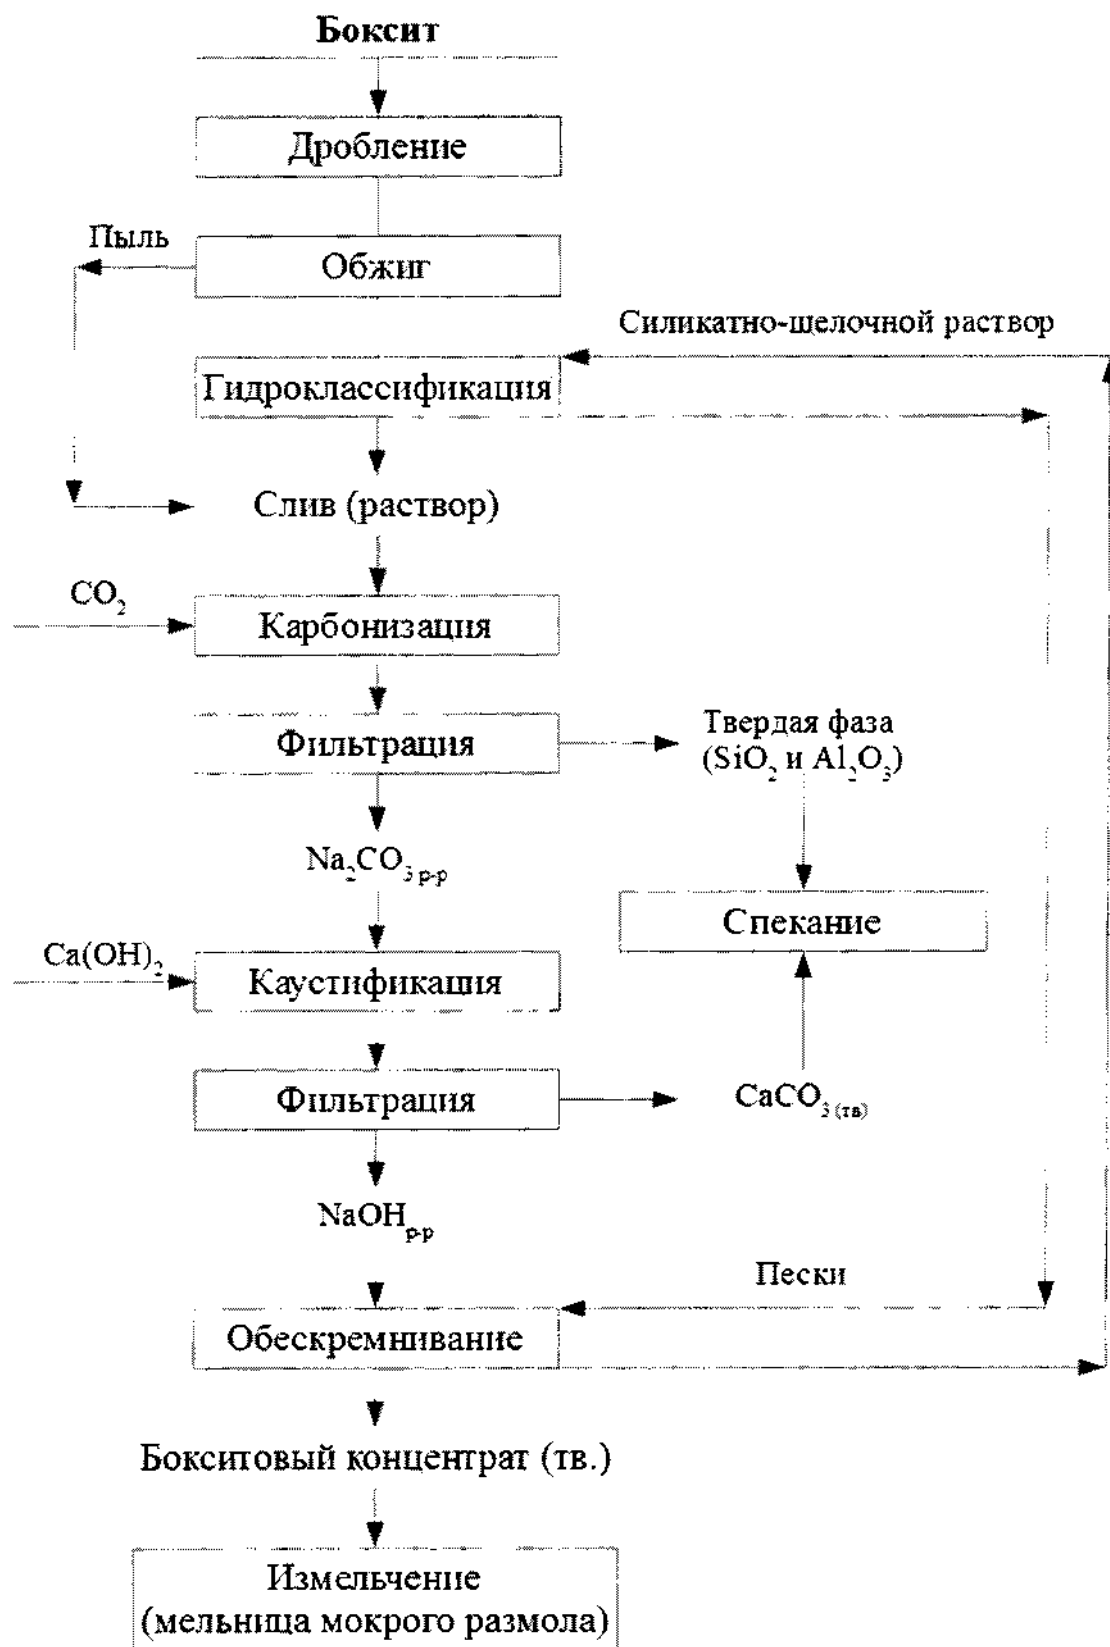 Боксит
Дробление
Пыль
Обжиг
Силикатно-щелочной раствор
Гидроклассификация
Слив (раствор)
CO₂
Карбонизация
Фильтрация
Твердая фаза
(SiO₂ и Al₂O₃)
Na₂CO₃ р-р
Спекание
Ca(OH)₂
Каустификация
Фильтрация
CaCO₃ (тв)
NaOH р-р
Пески
Обескремнивание
Бокситовый концентрат (тв.)
Измельчение
(мельница мокрого размола)